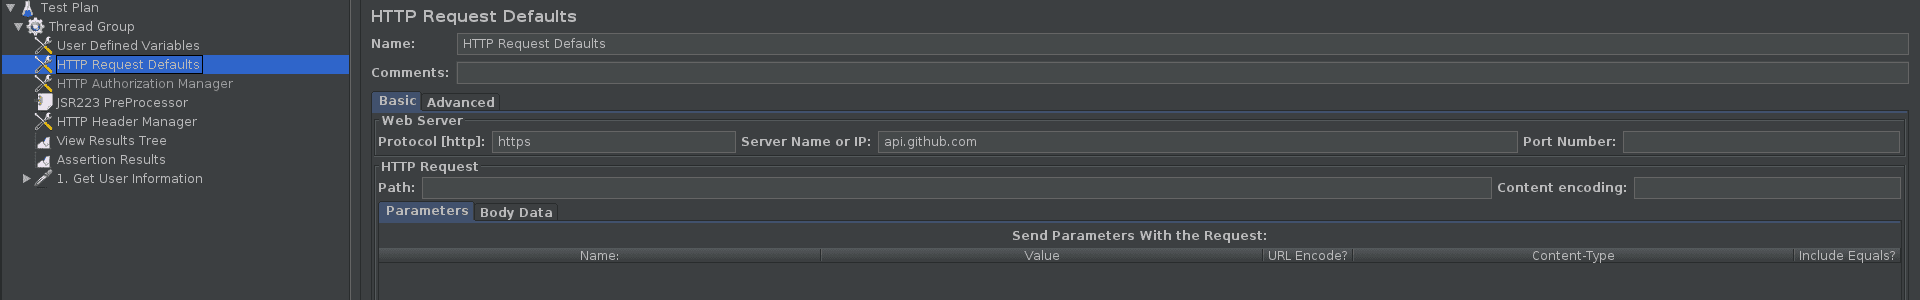 Test Plan
Thread Group
User Defined Variables
HTTP Request Defaults
HTTP Authorization Manager
JSR223 PreProcessor
HTTP Header Manager
View Results Tree
Assertion Results
1. Get User Information
HTTP Request Defaults
Name: HTTP Request Defaults
Comments:
Basic Advanced
Web Server
Protocol [http]: https Server Name or IP: api.github.com Port Number:
HTTP Request
Path: Content encoding:
Parameters Body Data
Send Parameters With the Request:
Name: Value URL Encode? Content-Type Include Equals?